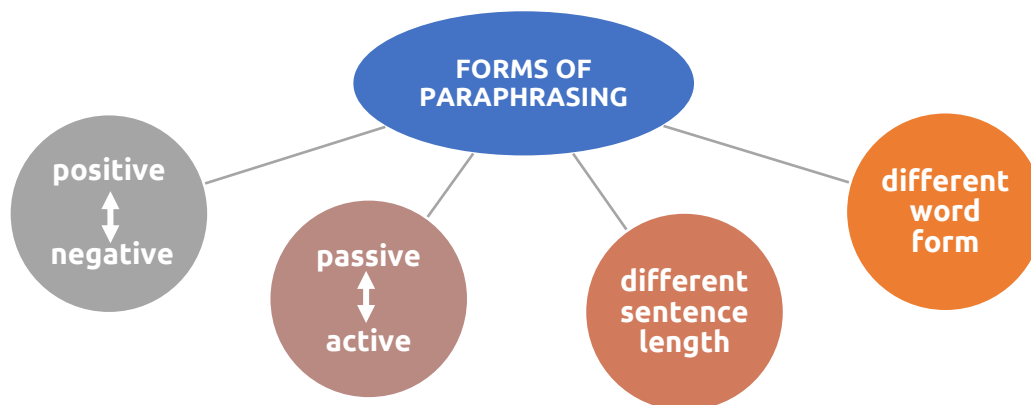 FORMS OF
PARAPHRASING
positive
negative
passive
active
different
sentence
length
different
word
form